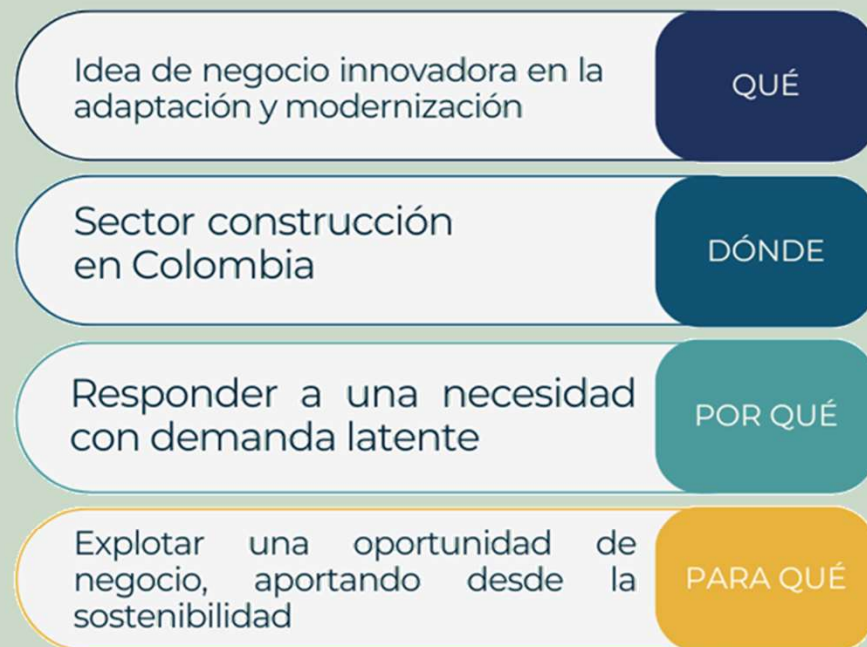 Idea de negocio innovadora en la
adaptación y modernización
QUÉ
Sector construcción
en Colombia
DÓNDE
Responder a una necesidad
con demanda latente
POR QUÉ
Explotar una oportunidad de
negocio, aportando desde la
sostenibilidad
PARA QUÉ